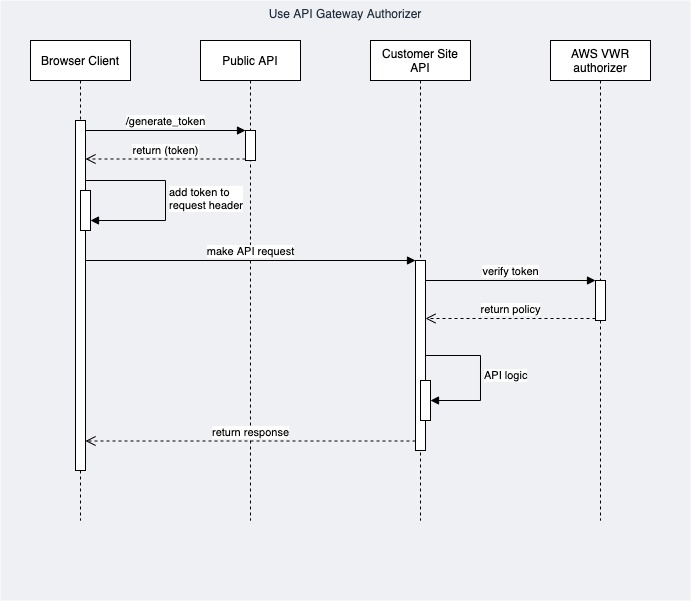 Use API Gateway Authorizer
Browser Client
Public API
Customer Site
API
AWS VWR
authorizer
/generate_token
return (token)
add token to
request header
make API request
verify token
return policy
API logic
return response